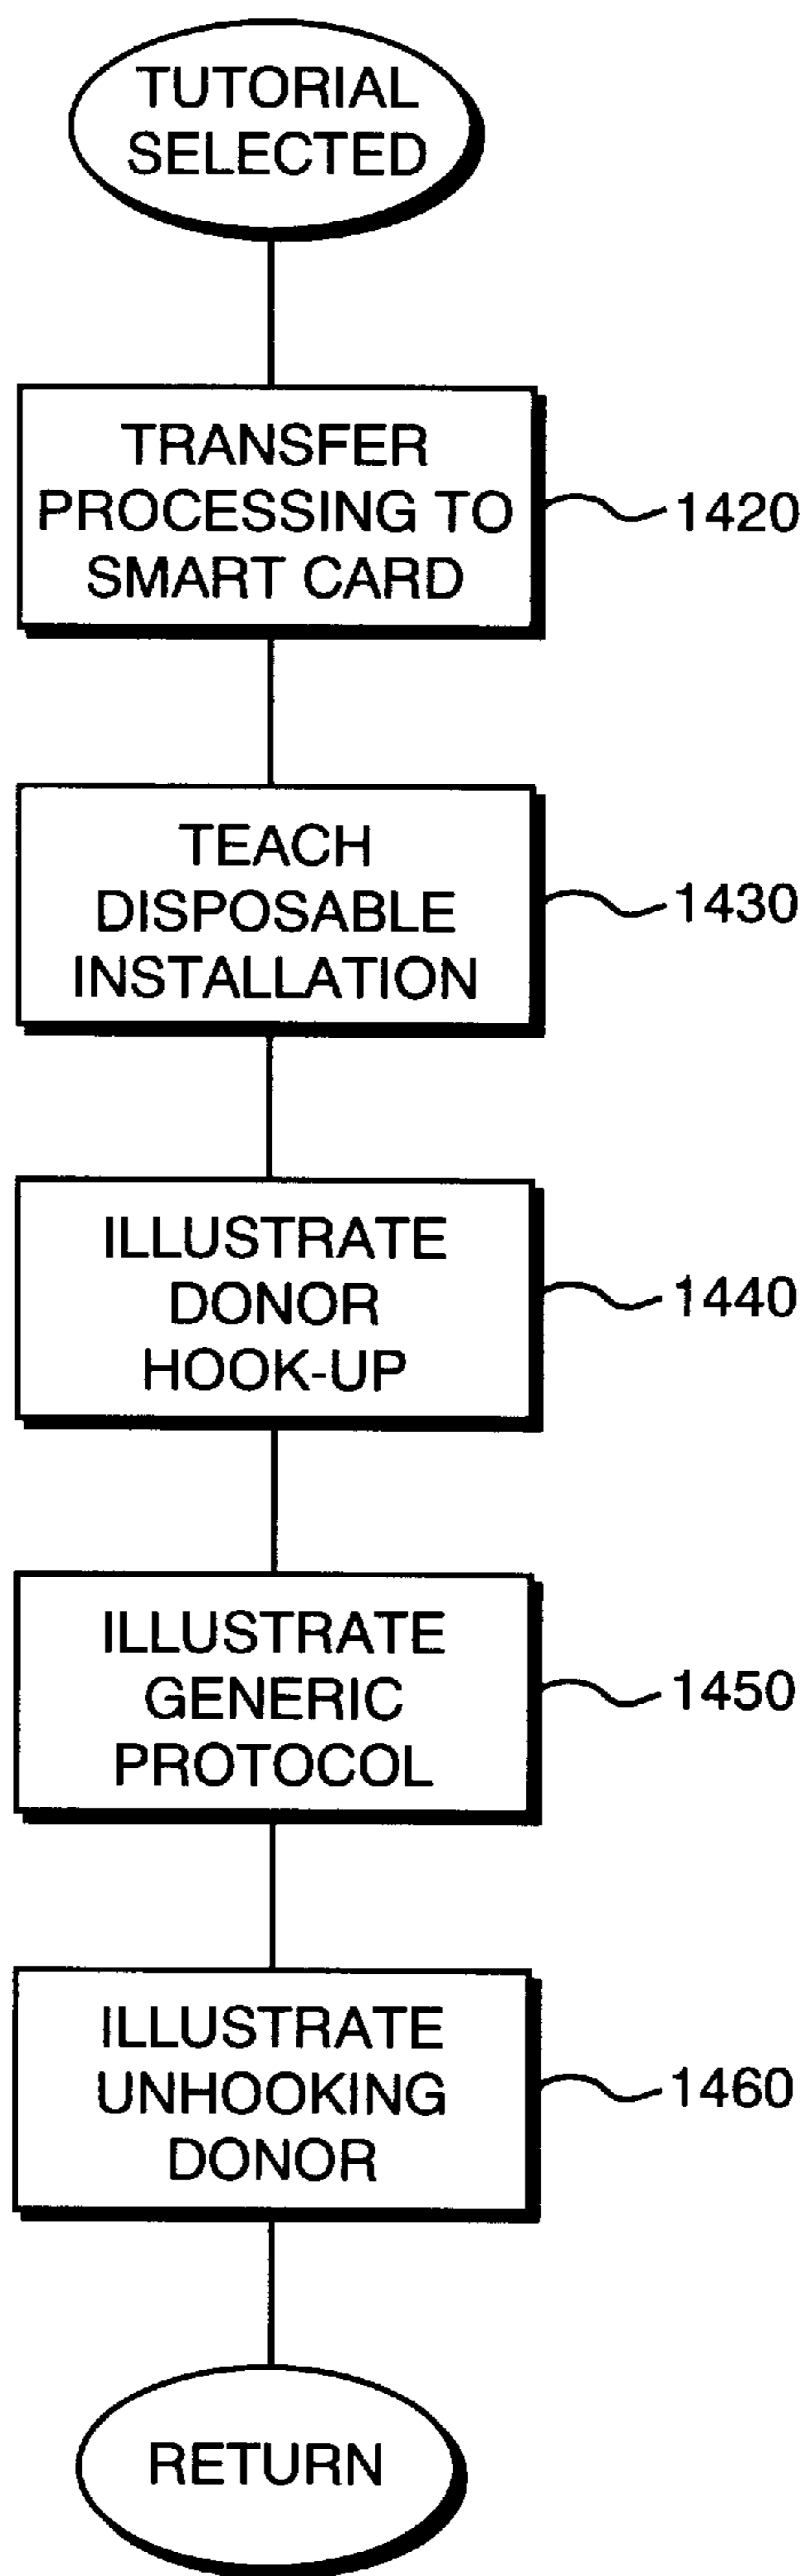 TUTORIAL
SELECTED
TRANSFER
PROCESSING TO
SMART CARD
1420
TEACH
DISPOSABLE
INSTALLATION
1430
ILLUSTRATE
DONOR
HOOK-UP
1440
ILLUSTRATE
GENERIC
PROTOCOL
1450
ILLUSTRATE
UNHOOKING
DONOR
1460
RETURN